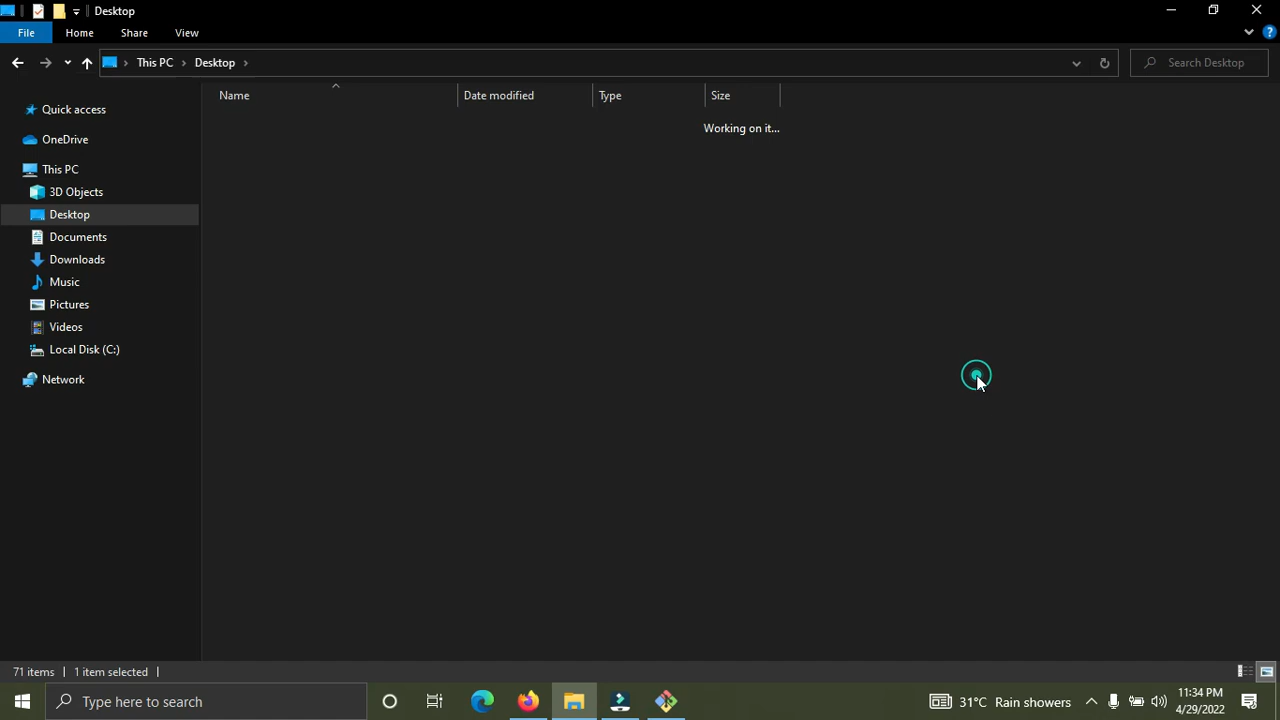 Desktop
File Home Share View
This PC Desktop Search Desktop
Name Date modified Type Size
Working on it...
Quick access
OneDrive
This PC
3D Objects
Desktop
Documents
Downloads
Music
Pictures
Videos
Local Disk (C:)
Network
71 items 1 item selected
Type here to search
31°C Rain showers
11:34 PM
4/29/2022